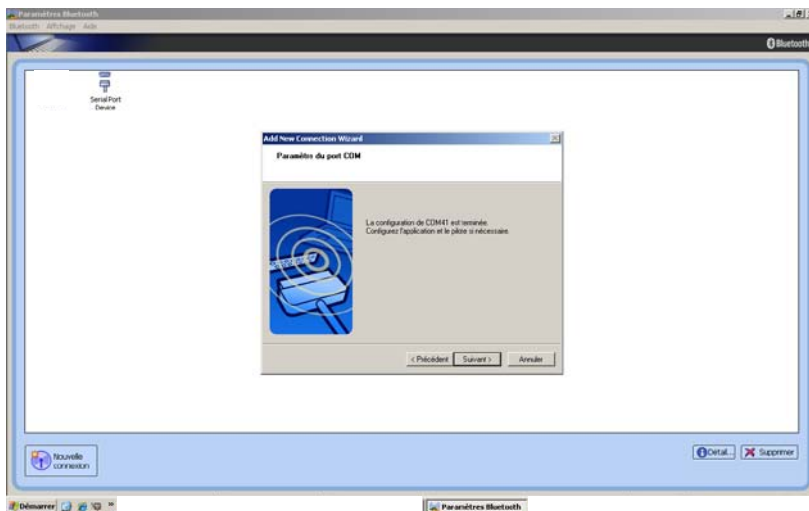 Paramètres Bluetooth
Bluetooth Affichage Aide
Bluetooth
Serial Port
Device
Add New Connection Wizard
Paramètre du port COM
La configuration de COM41 est terminée.
Configurez l'application et le pilote si nécessaire.
< Précédent
Suivant >
Annuler
Nouvelle
connexion
Détail...
Supprimer
Démarrer
Paramètres Bluetooth